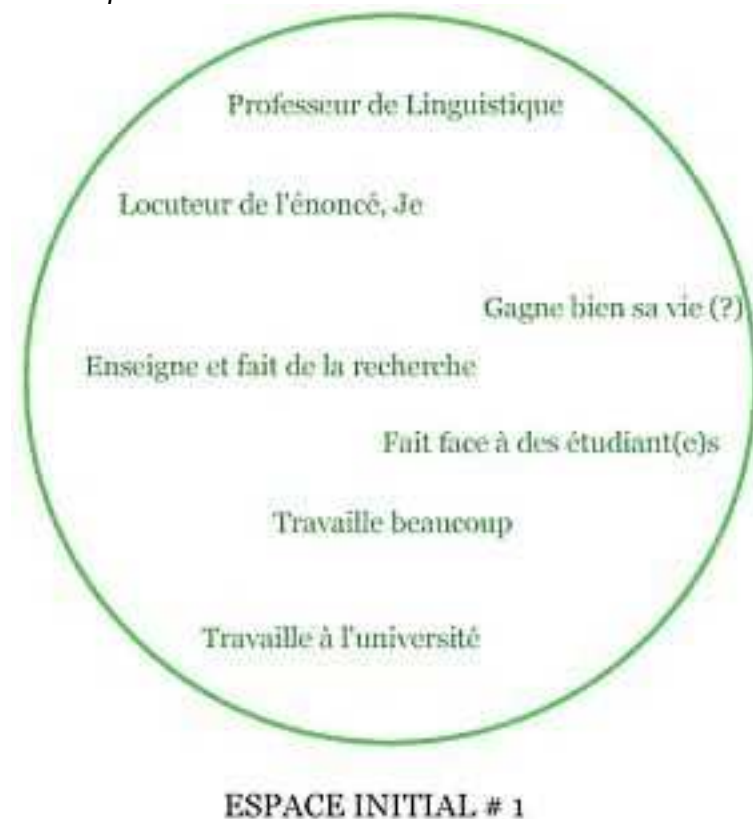 Professeur de Linguistique
Locuteur de l'énoncé, Je
Gagne bien sa vie (?)
Enseigne et fait de la recherche
Fait face à des étudiant(e)s
Travaille beaucoup
Travaille à l'université
ESPACE INITIAL # 1